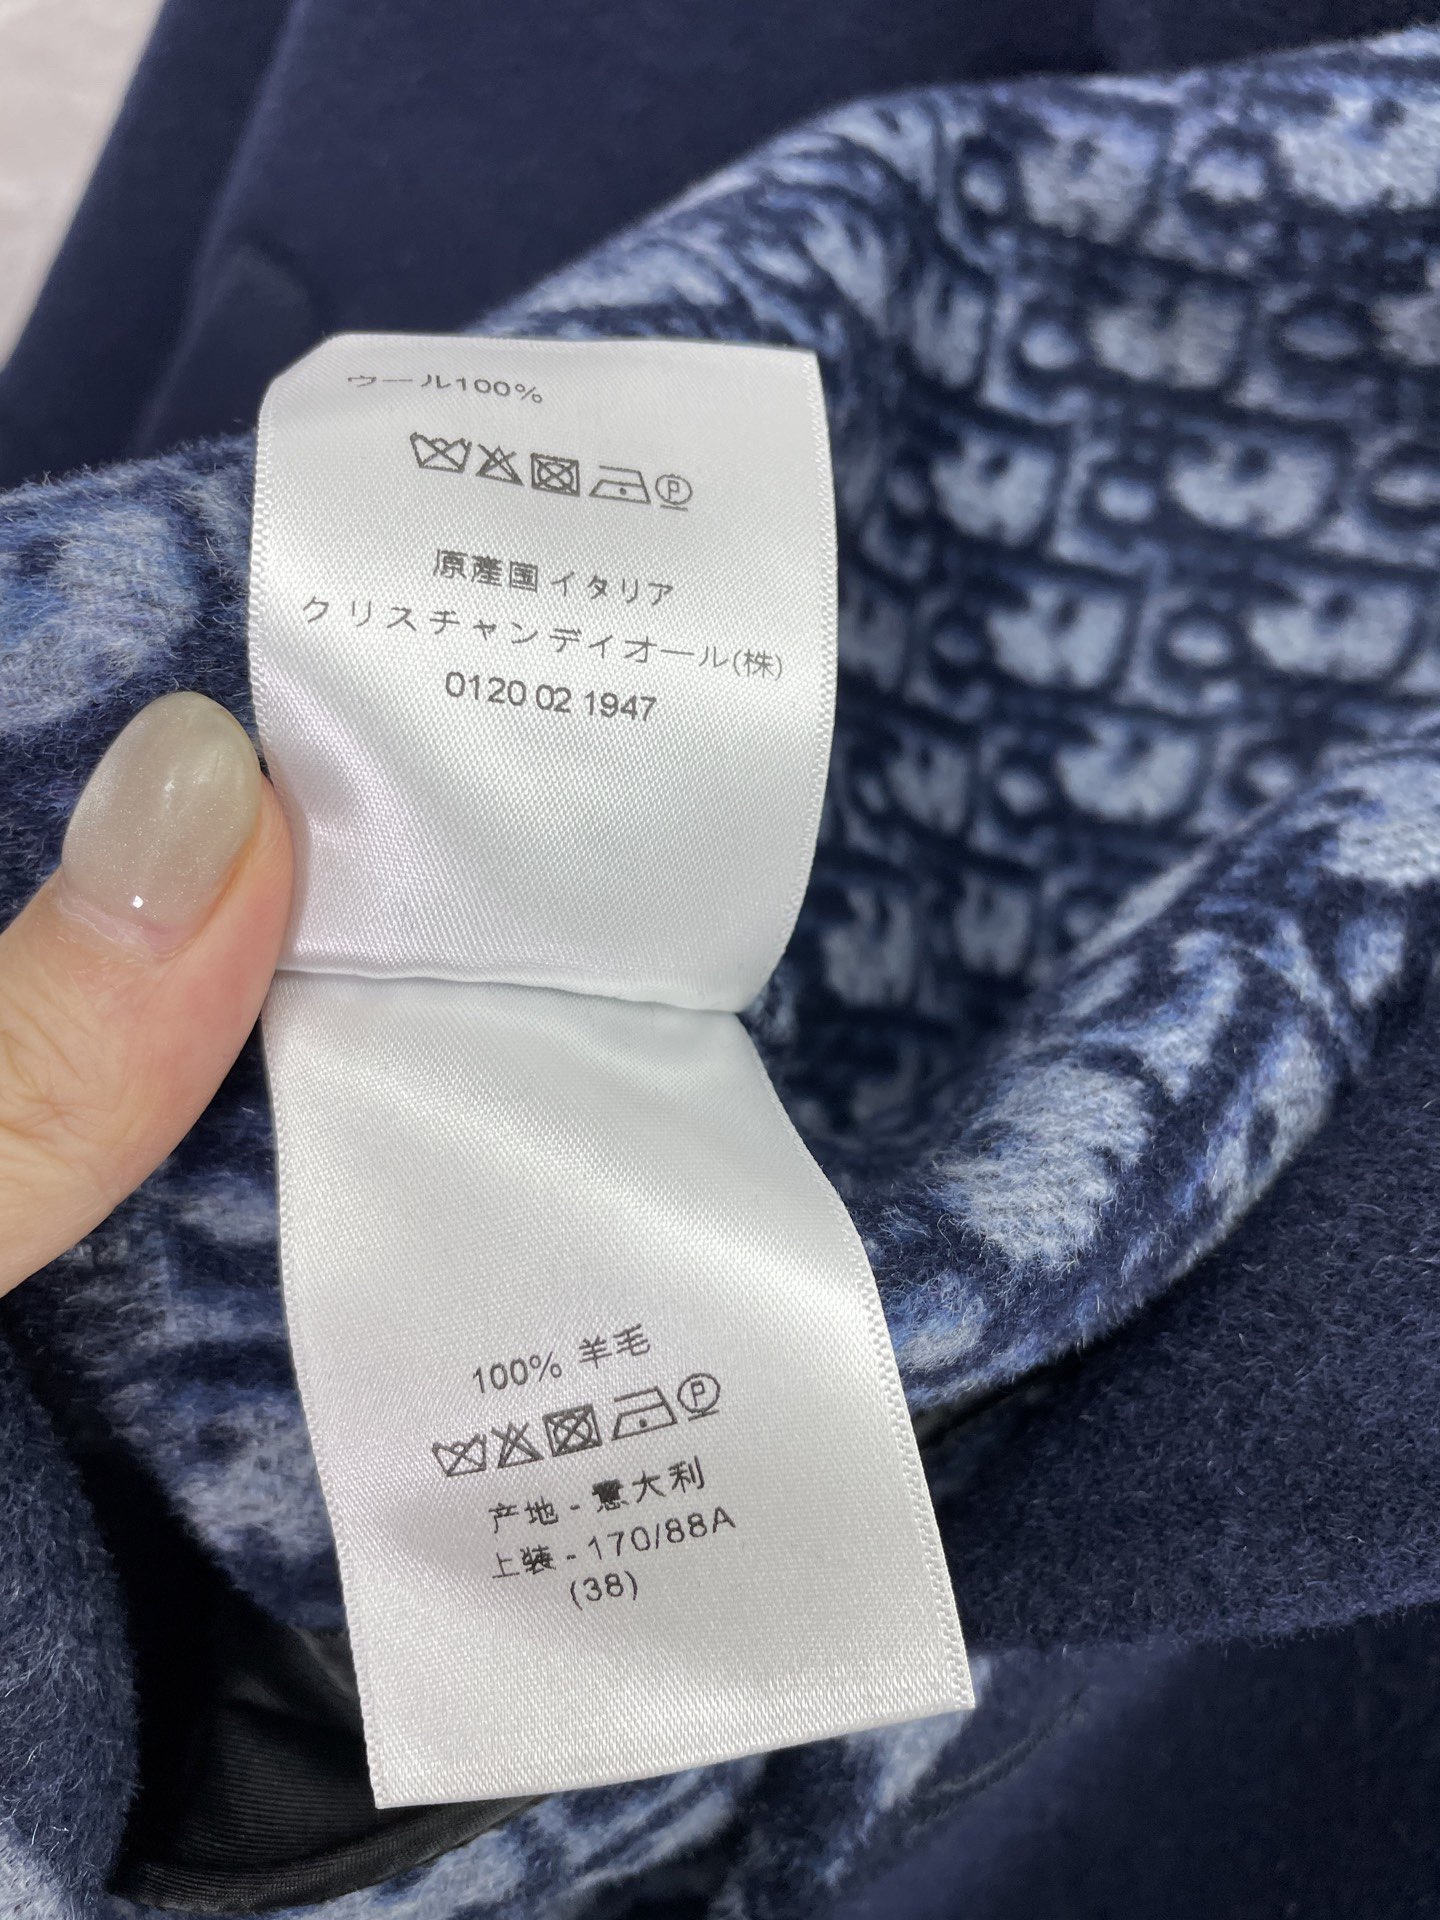 ウール100%
P
原産国 イタリア
クリスチャンディオール(株)
0120 02 1947
100% 羊毛
P
产地 - 意大利
上装 - 170/88A
(38)